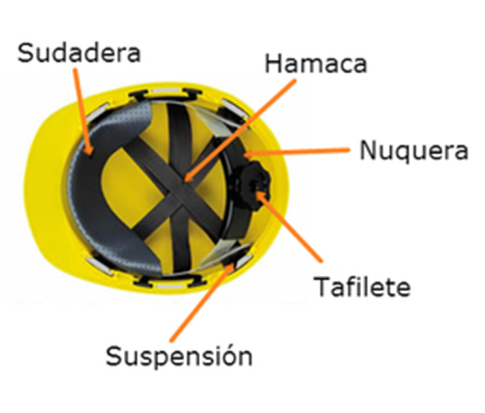 Sudadera
Hamaca
Nuquera
Tafilete
Suspensión